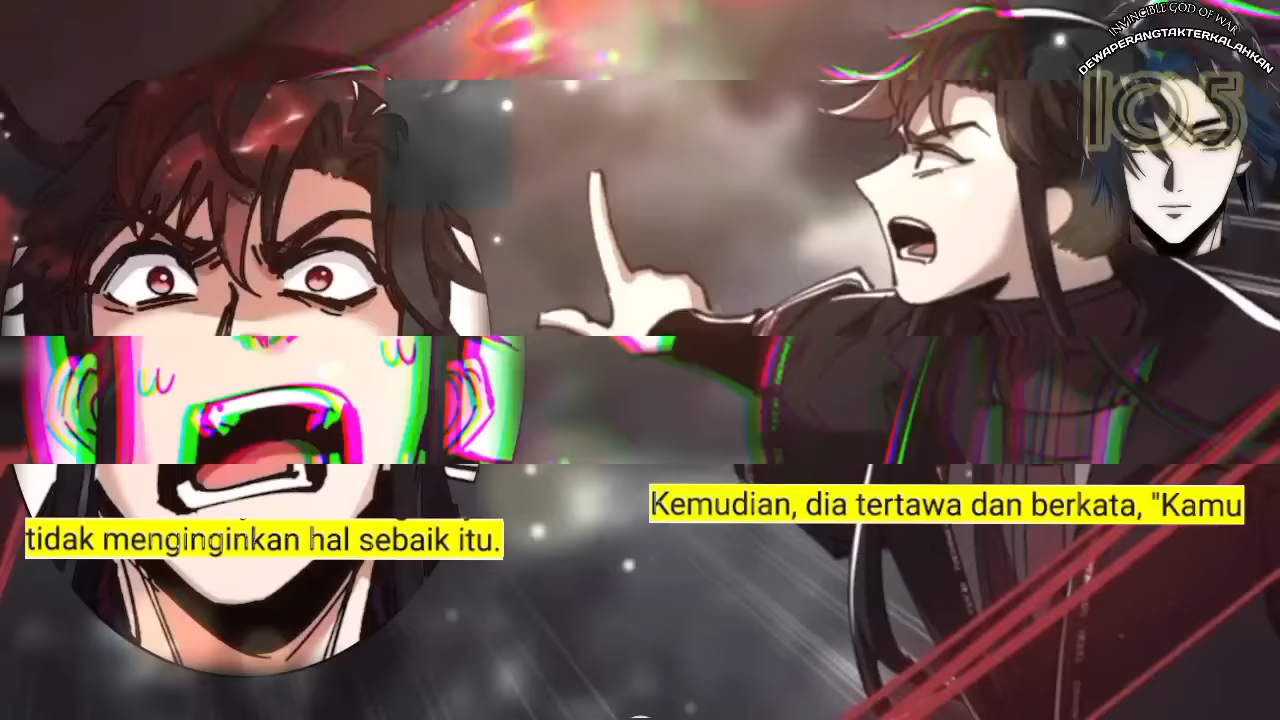 INVINCIBLE GOD OF WAR
DEWAPERANGTAKTERKALAHKAN
105
Kemudian, dia tertawa dan berkata, "Kamu
tidak menginginkan hal sebaik itu.